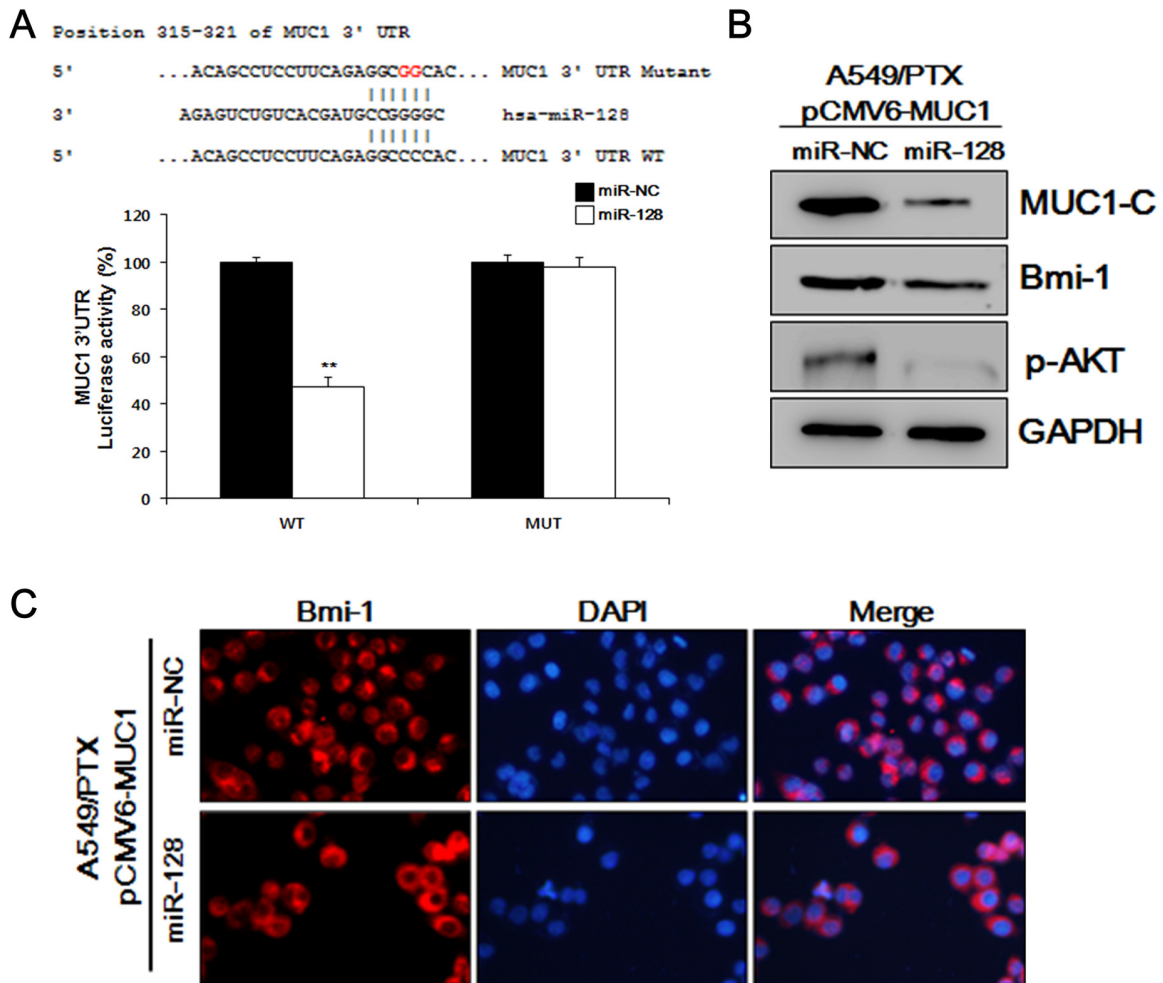 A
Position 315-321 of MUC1 3' UTR
5' ...ACAGCCUCCUUCAGAGGCGGCAC... MUC1 3' UTR Mutant
||||||
3' AGAGUCUGUCACGAUGCCGGGGC hsa-miR-128
||||||
5' ...ACAGCCUCCUUCAGAGGCCCCAC... MUC1 3' UTR WT
miR-NC
miR-128
MUC1 3'UTR
Luciferase activity (%)
120
100
80
60
40
20
0
**
WT
MUT
B
A549/PTX
pCMV6-MUC1
miR-NC miR-128
MUC1-C
Bmi-1
p-AKT
GAPDH
C
Bmi-1 DAPI Merge
A549/PTX
pCMV6-MUC1
miR-NC
miR-128